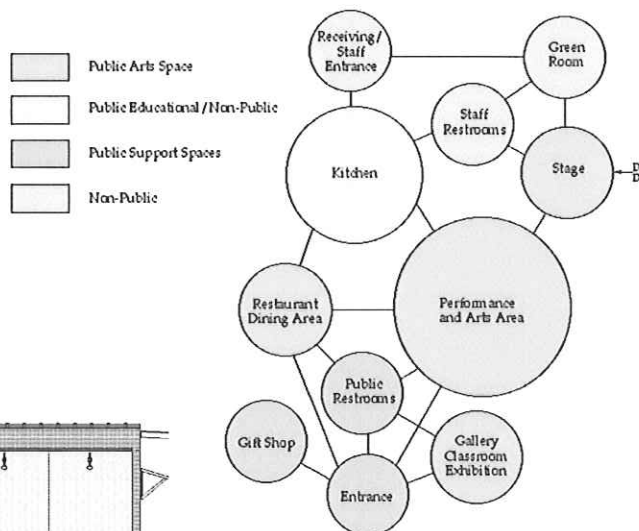 Public Arts Space
Public Educational / Non-Public
Public Support Spaces
Non-Public
Receiving /
Staff
Entrance
Green
Room
Staff
Restrooms
Kitchen
Stage
D
D
Restaurant
Dining Area
Performance
and Arts Area
Public
Restrooms
Gift Shop
Gallery
Classroom
Exhibition
Entrance